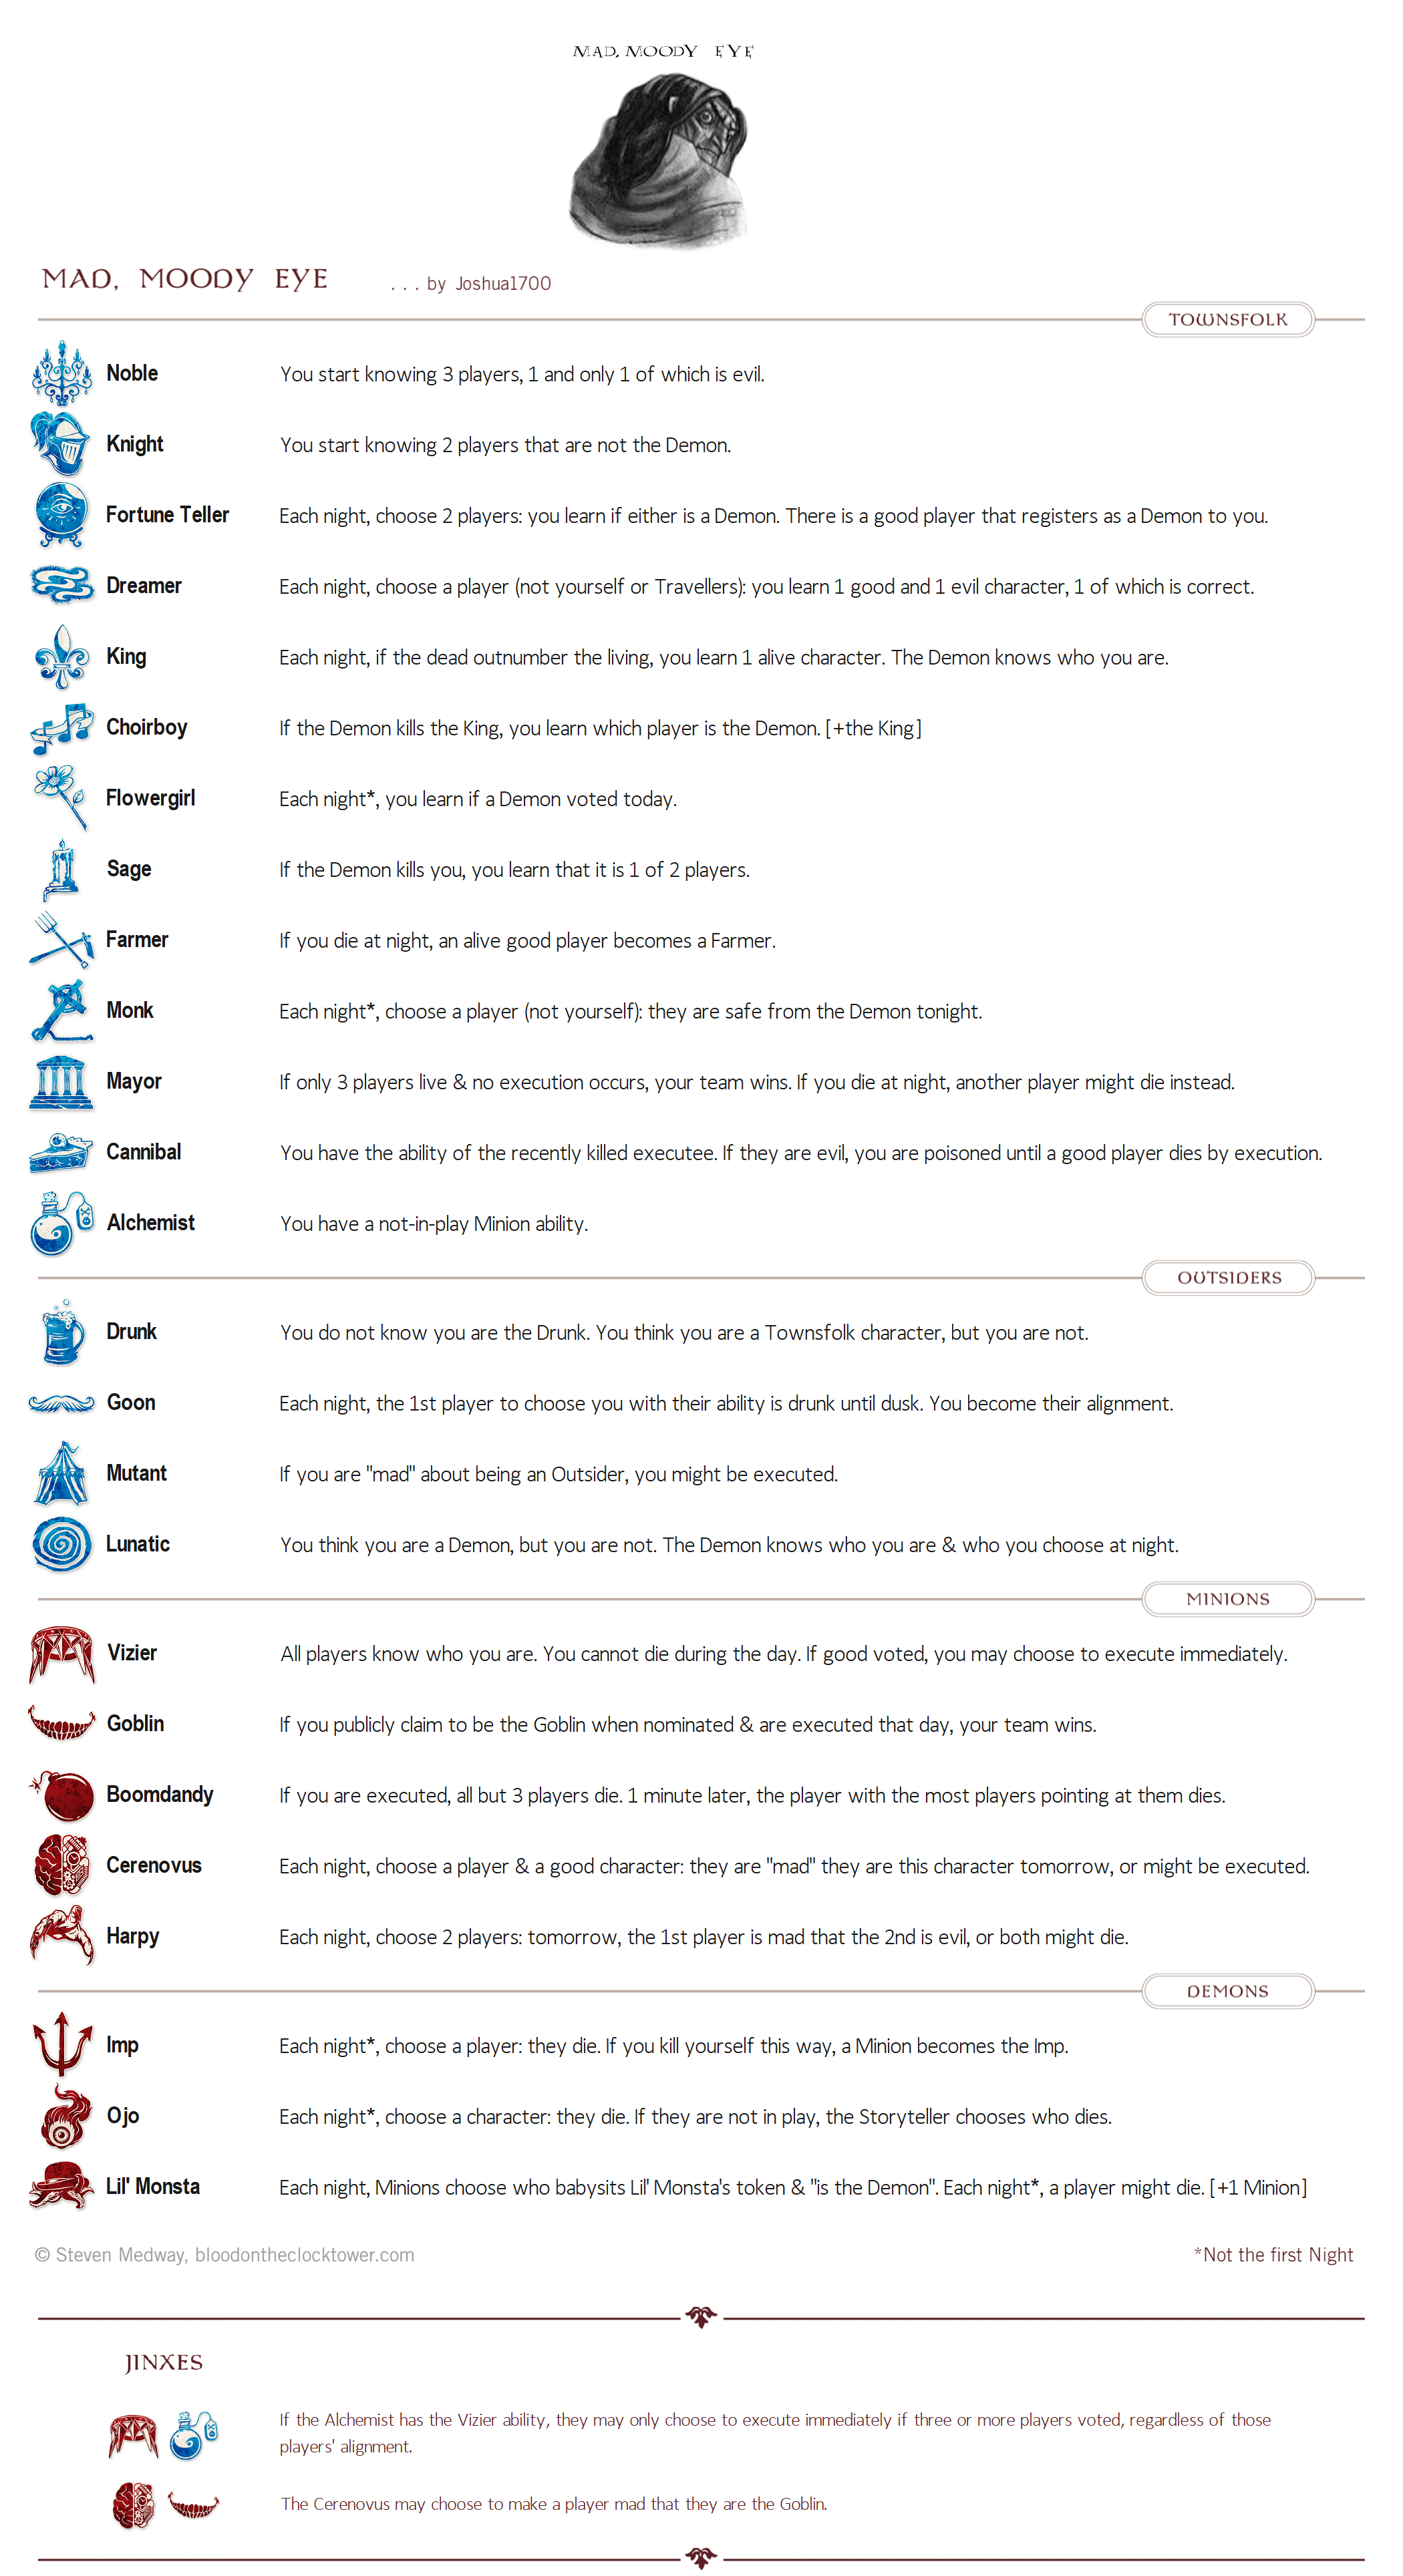 MAD, MOODY EYE
MAD, MOODY EYE ... by Joshua1700
TOWNSFOLK
Noble You start knowing 3 players, 1 and only 1 of which is evil.
Knight You start knowing 2 players that are not the Demon.
Fortune Teller Each night, choose 2 players: you learn if either is a Demon. There is a good player that registers as a Demon to you.
Dreamer Each night, choose a player (not yourself or Travellers): you learn 1 good and 1 evil character, 1 of which is correct.
King Each night, if the dead outnumber the living, you learn 1 alive character. The Demon knows who you are.
Choirboy If the Demon kills the King, you learn which player is the Demon. [+the King]
Flowergirl Each night*, you learn if a Demon voted today.
Sage If the Demon kills you, you learn that it is 1 of 2 players.
Farmer If you die at night, an alive good player becomes a Farmer.
Monk Each night*, choose a player (not yourself): they are safe from the Demon tonight.
Mayor If only 3 players live & no execution occurs, your team wins. If you die at night, another player might die instead.
Cannibal You have the ability of the recently killed executee. If they are evil, you are poisoned until a good player dies by execution.
Alchemist You have a not-in-play Minion ability.
OUTSIDERS
Drunk You do not know you are the Drunk. You think you are a Townsfolk character, but you are not.
Goon Each night, the 1st player to choose you with their ability is drunk until dusk. You become their alignment.
Mutant If you are "mad" about being an Outsider, you might be executed.
Lunatic You think you are a Demon, but you are not. The Demon knows who you are & who you choose at night.
MINIONS
Vizier All players know who you are. You cannot die during the day. If good voted, you may choose to execute immediately.
Goblin If you publicly claim to be the Goblin when nominated & are executed that day, your team wins.
Boomdandy If you are executed, all but 3 players die. 1 minute later, the player with the most players pointing at them dies.
Cerenovus Each night, choose a player & a good character: they are "mad" they are this character tomorrow, or might be executed.
Harpy Each night, choose 2 players: tomorrow, the 1st player is mad that the 2nd is evil, or both might die.
DEMONS
Imp Each night*, choose a player: they die. If you kill yourself this way, a Minion becomes the Imp.
Ojo Each night*, choose a character: they die. If they are not in play, the Storyteller chooses who dies.
Lil' Monsta Each night, Minions choose who babysits Lil' Monsta's token & "is the Demon". Each night*, a player might die. [+1 Minion]
© Steven Medway, bloodontheclocktower.com *Not the first Night
JINXES
If the Alchemist has the Vizier ability, they may only choose to execute immediately if three or more players voted, regardless of those
players' alignment.
The Cerenovus may choose to make a player mad that they are the Goblin.